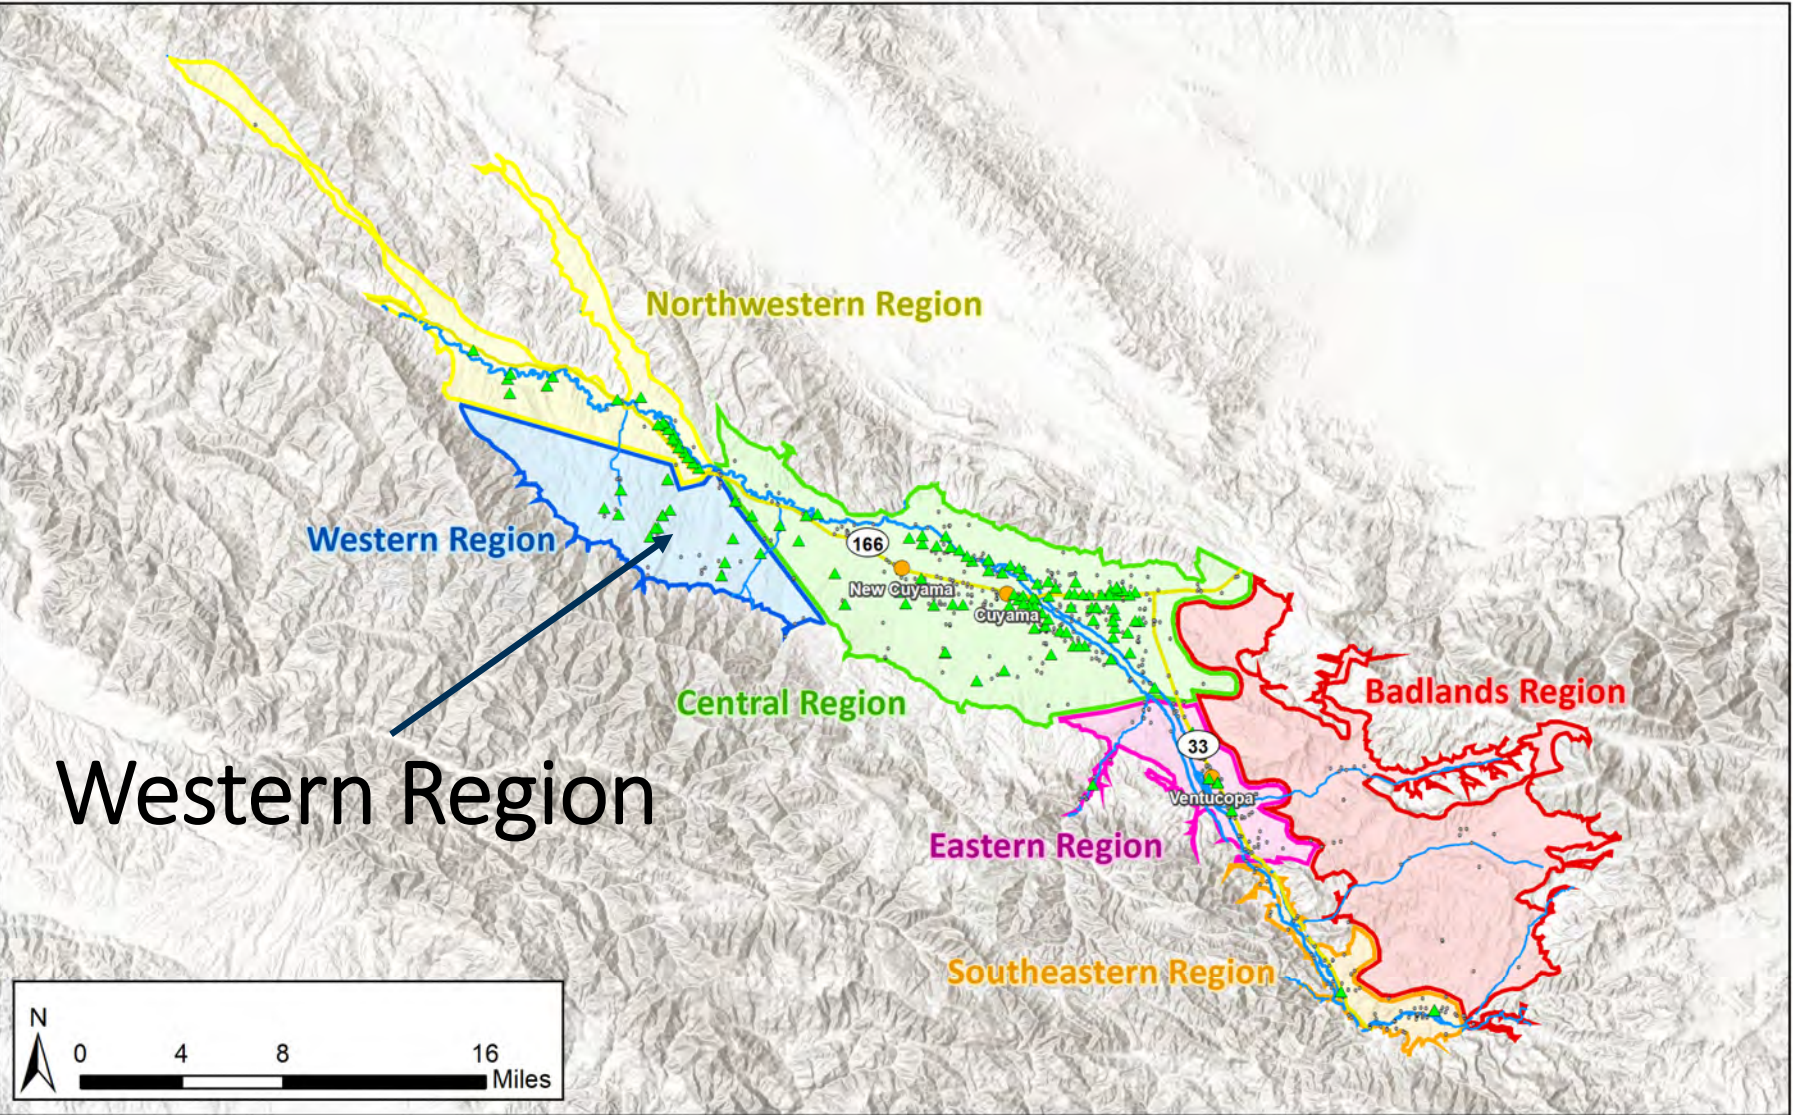 Northwestern Region
Western Region
166
New Cuyama
Cuyama
Central Region
Badlands Region
33
Western Region
Ventucopa
Eastern Region
Southeastern Region
N
0 4 8 16
Miles